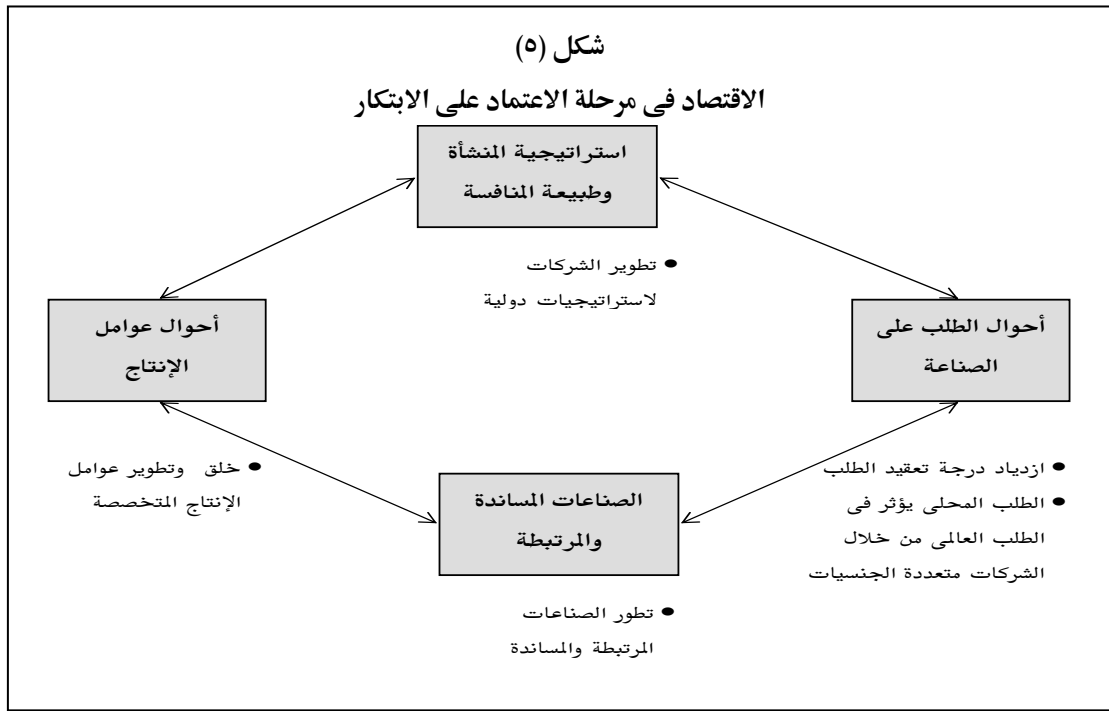 شكل (٥)
الاقتصاد فى مرحلة الاعتماد على الابتكار
استراتيجية المنشأة
وطبيعة المنافسة
● تطوير الشركات
لاستراتيجيات دولية
أحوال الطلب على
الصناعة
● ازدياد درجة تعقيد الطلب
● الطلب المحلى يؤثر فى
الطلب العالمى من خلال
الشركات متعددة الجنسيات
أحوال عوامل
الإنتاج
● خلق وتطوير عوامل
الإنتاج المتخصصة
الصناعات المساندة
والمرتبطة
● تطور الصناعات
المرتبطة والمساندة